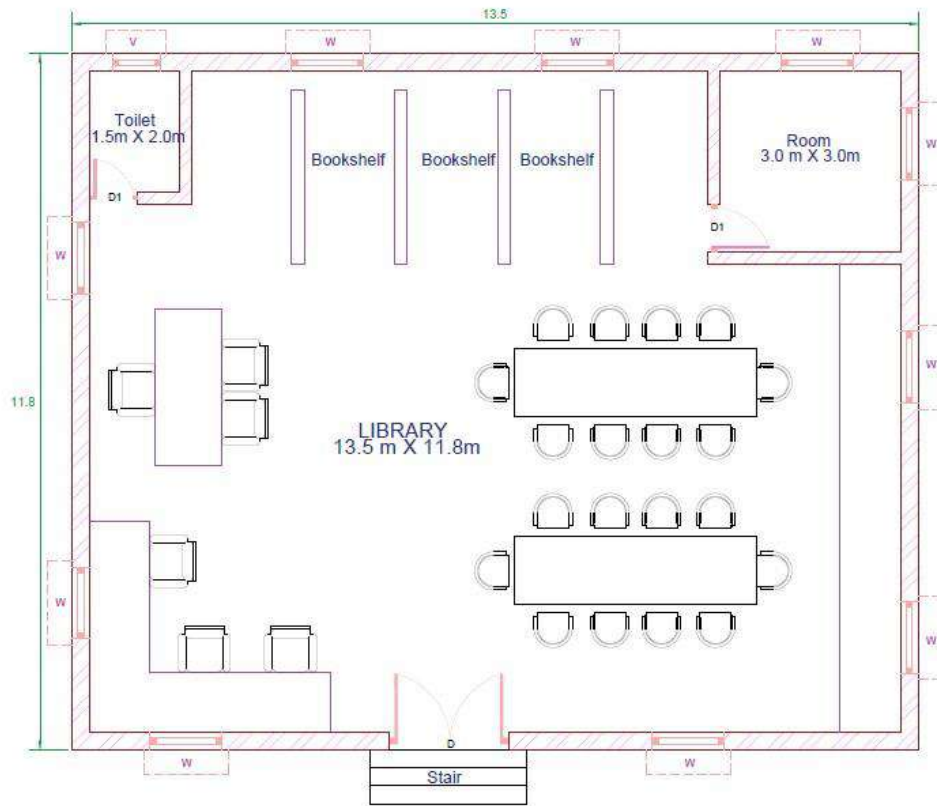 13.5
V
W
W
W
Toilet
1.5m X 2.0m
Bookshelf
Bookshelf
Bookshelf
Room
3.0 m X 3.0m
W
D1
D1
W
W
11.8
LIBRARY
13.5 m X 11.8m
W
W
D
W
W
Stair